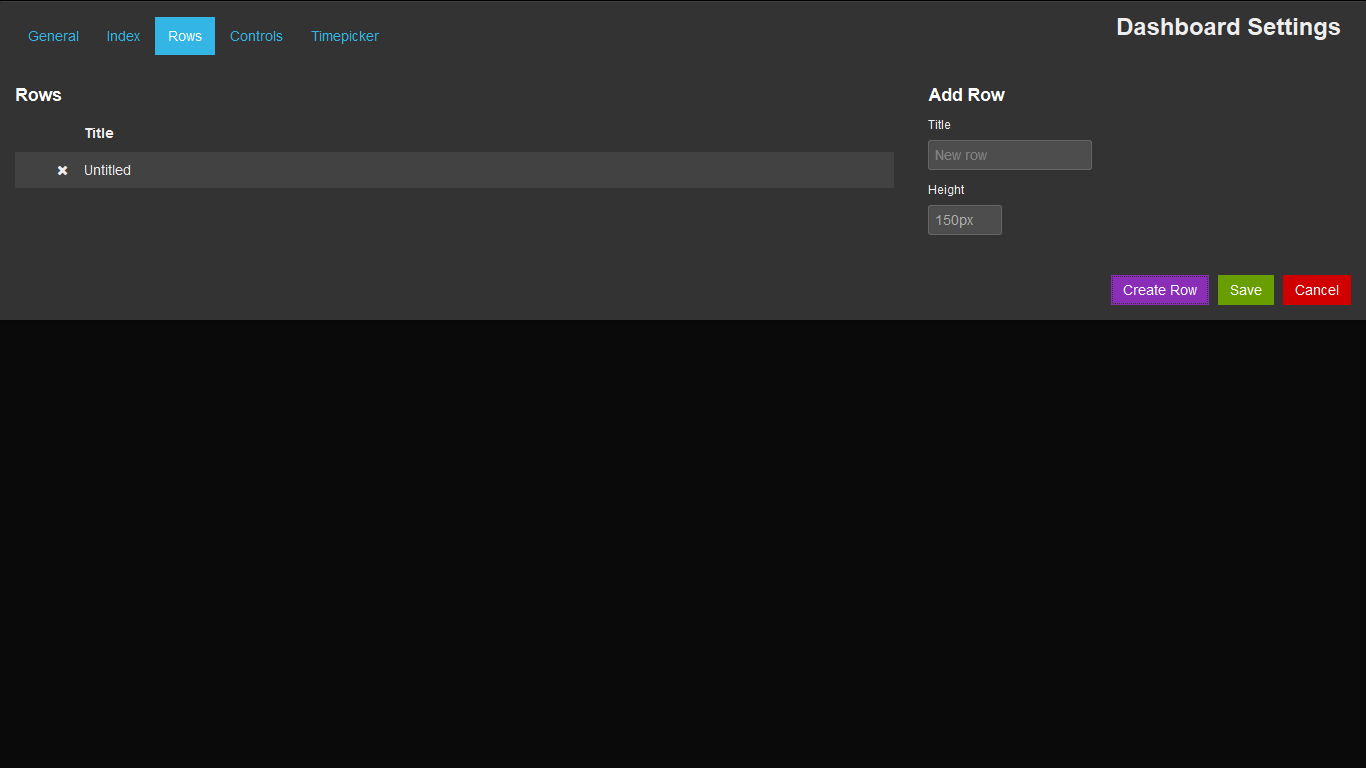 General Index Rows Controls Timepicker
Dashboard Settings
Rows
Title
✖ Untitled
Add Row
Title
New row
Height
150px
Create Row Save Cancel